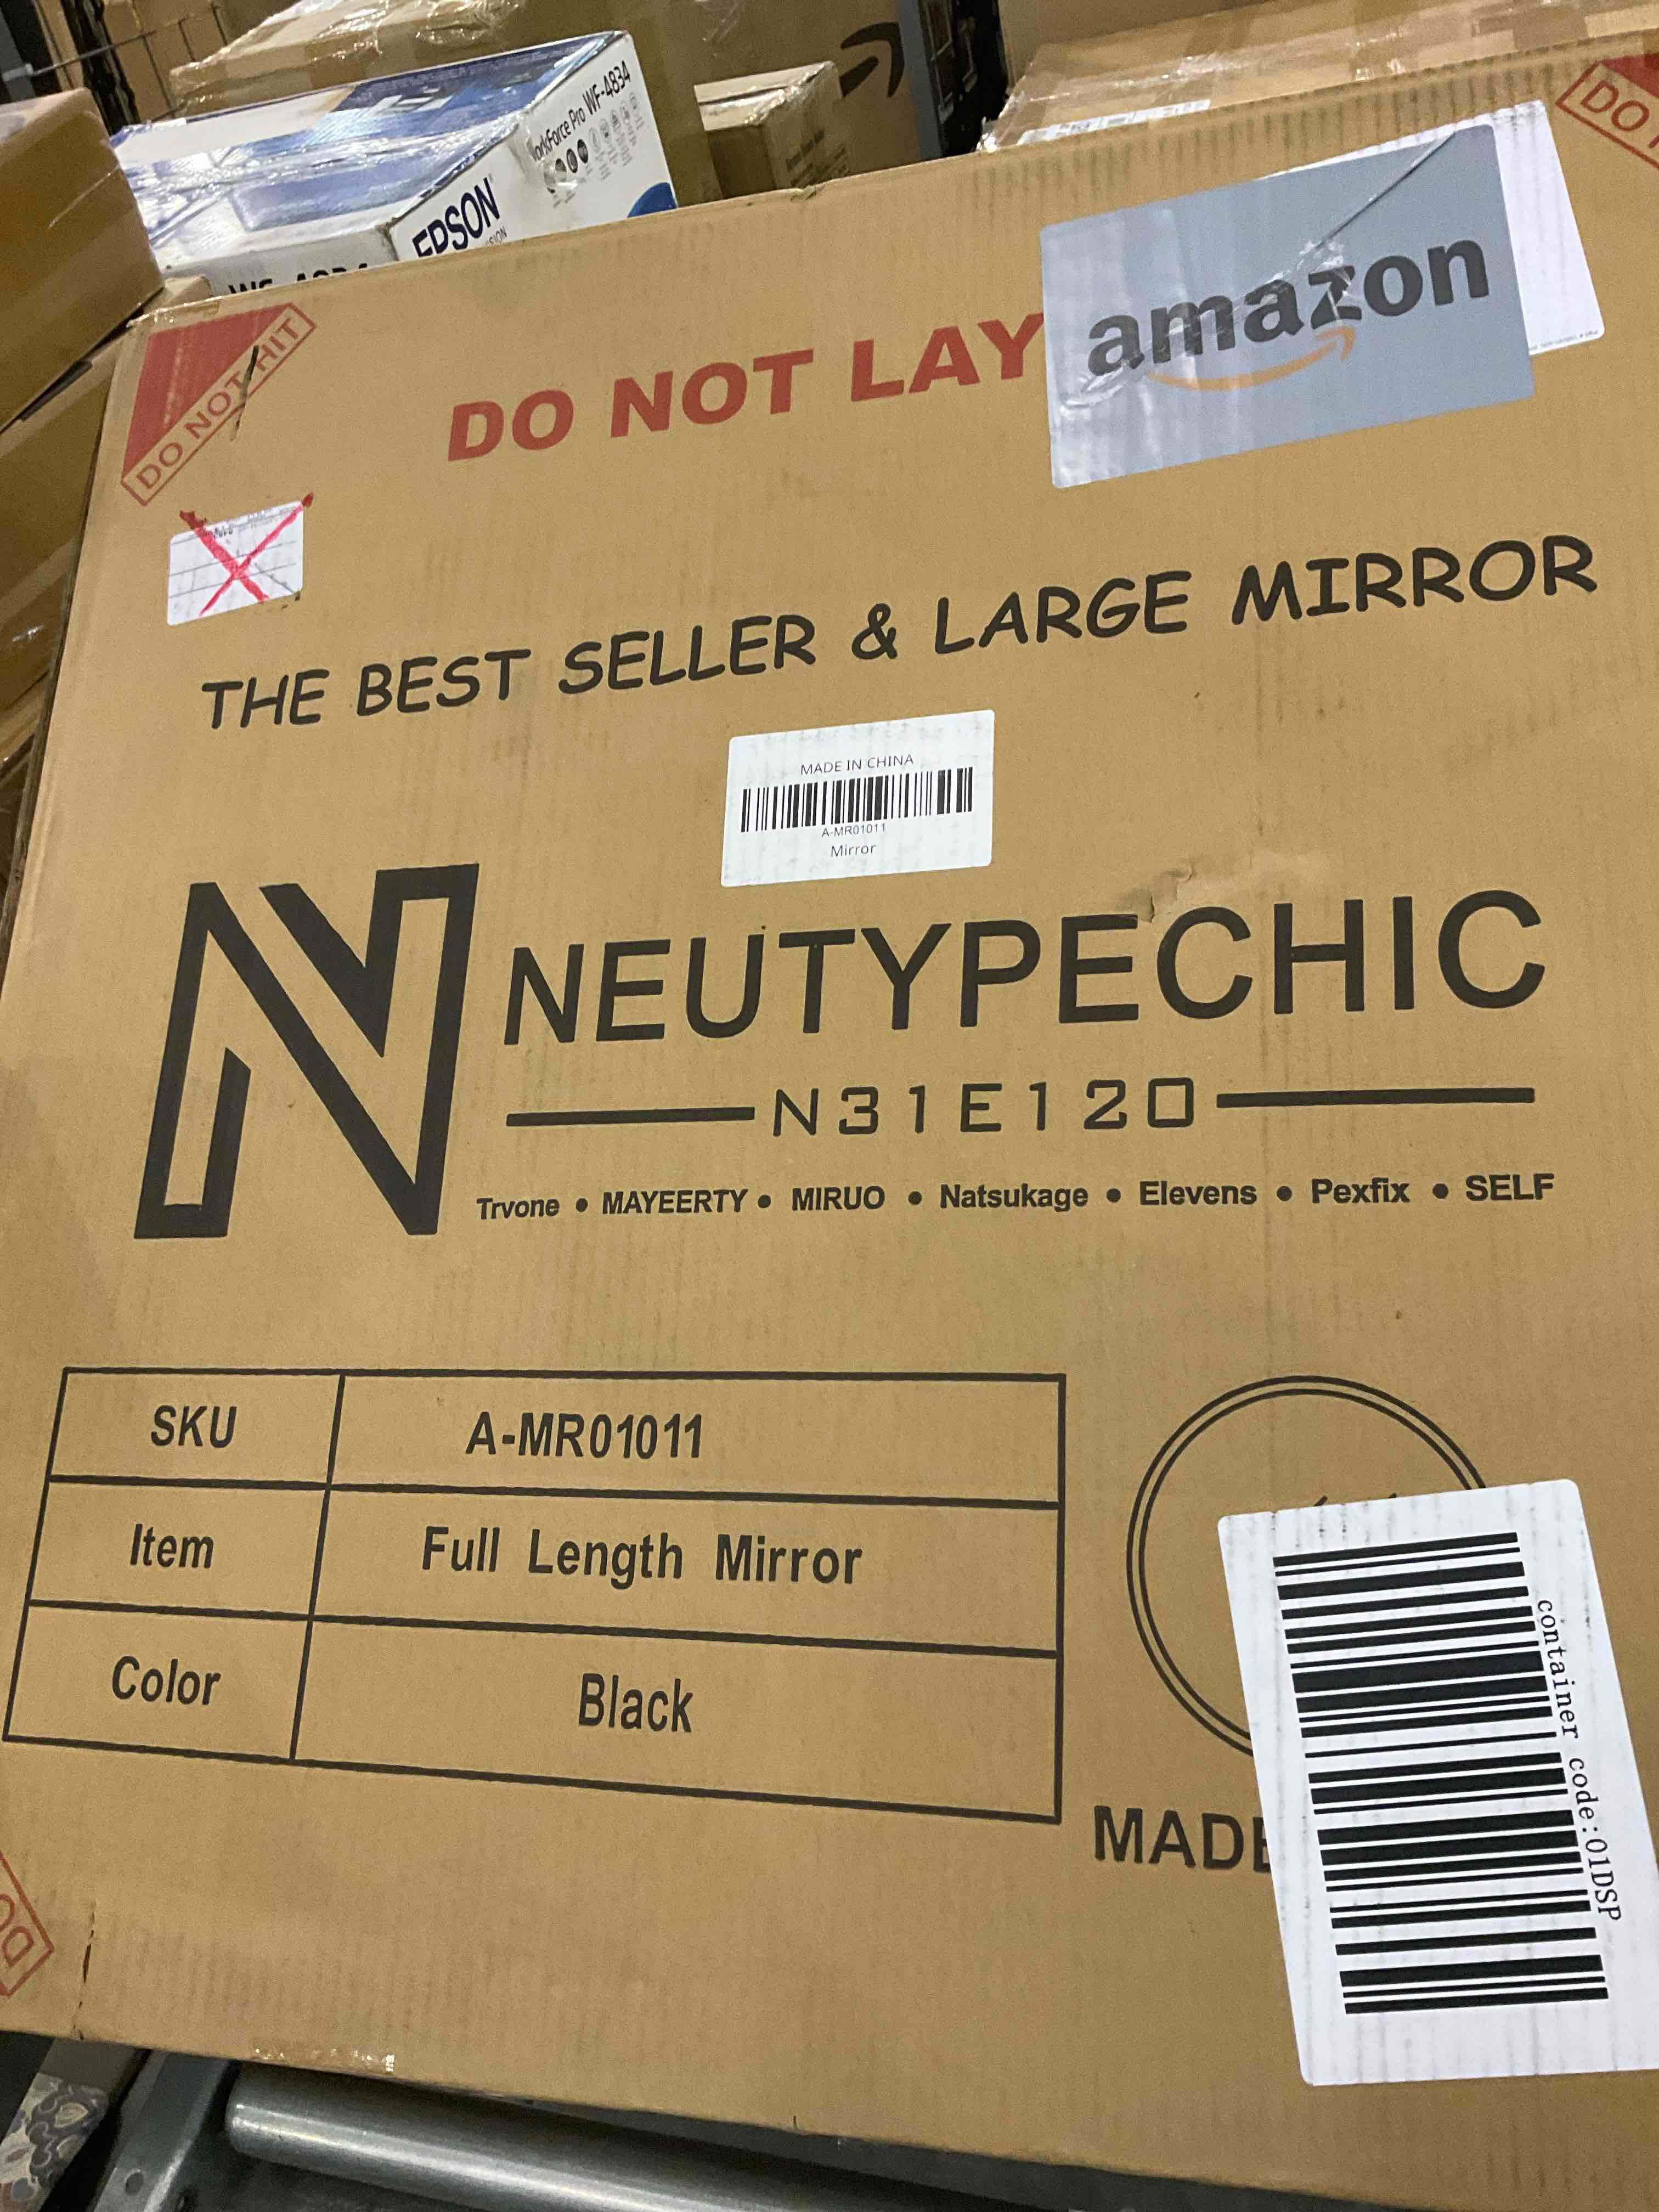 WorkForce Pro WF-4834
EPSON
DO NOT HIT
DO NOT LAY
amazon
DO
THE BEST SELLER & LARGE MIRROR
MADE IN CHINA
A-MR01011
Mirror
NEUTYPECHIC
N31E120
Trvone • MAYEERTY • MIRUO • Natsukage • Elevens • Pexfix • SELF
SKU A-MR01011
Item Full Length Mirror
Color Black
MADE
container code:01DSP
DO